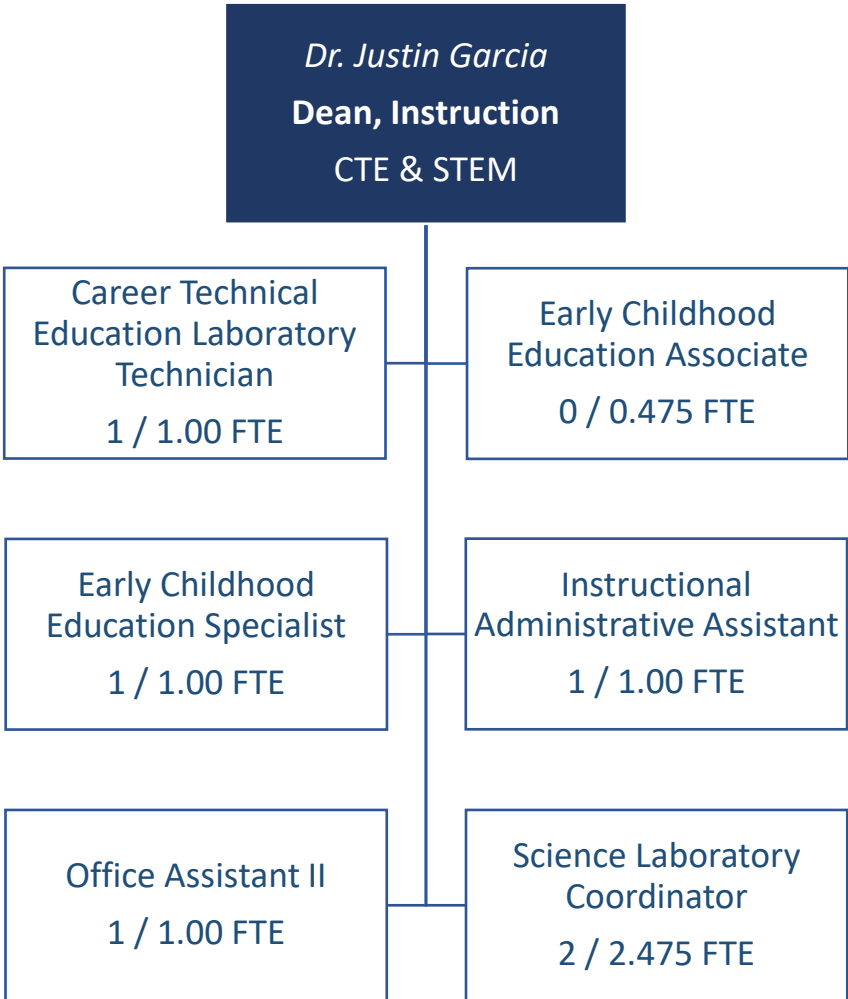 Dr. Justin Garcia
Dean, Instruction
CTE & STEM
Career Technical
Education Laboratory
Technician
1 / 1.00 FTE
Early Childhood
Education Associate
0 / 0.475 FTE
Early Childhood
Education Specialist
1 / 1.00 FTE
Instructional
Administrative Assistant
1 / 1.00 FTE
Office Assistant II
1 / 1.00 FTE
Science Laboratory
Coordinator
2 / 2.475 FTE